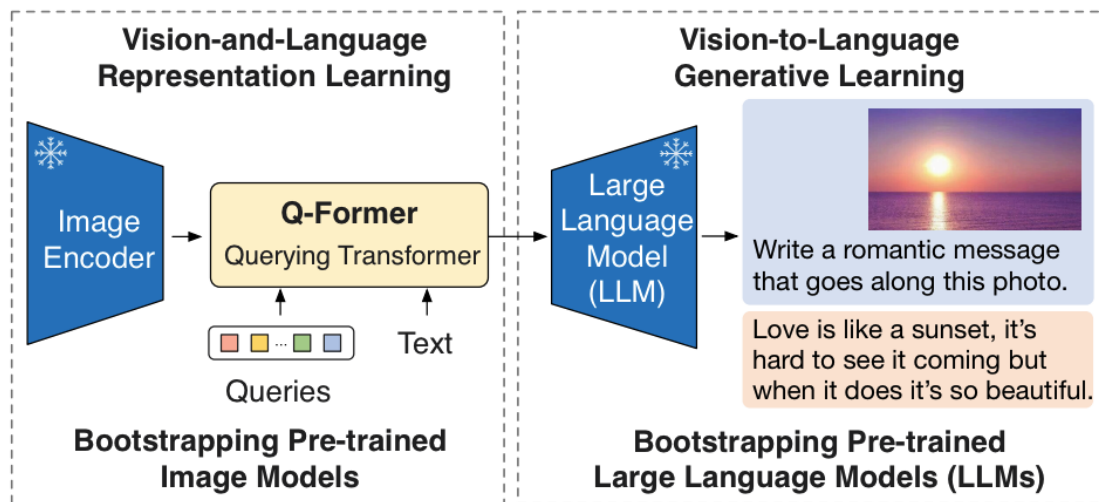 Vision-and-Language
Representation Learning
Image
Encoder
Q-Former
Querying Transformer
...
Queries
Text
Bootstrapping Pre-trained
Image Models
Vision-to-Language
Generative Learning
Large
Language
Model
(LLM)
Write a romantic message
that goes along this photo.
Love is like a sunset, it’s
hard to see it coming but
when it does it’s so beautiful.
Bootstrapping Pre-trained
Large Language Models (LLMs)